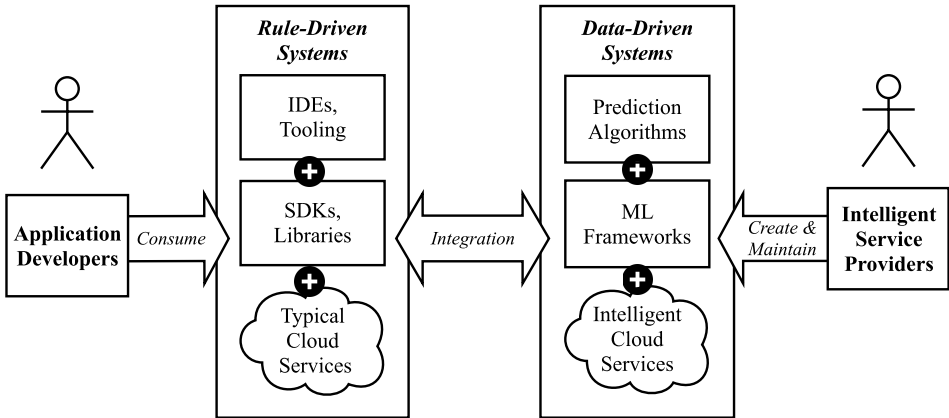 Application
Developers
Consume
Rule-Driven
Systems
IDEs,
Tooling
+
SDKs,
Libraries
+
Typical
Cloud
Services
Integration
Data-Driven
Systems
Prediction
Algorithms
+
ML
Frameworks
+
Intelligent
Cloud
Services
Create &
Maintain
Intelligent
Service
Providers